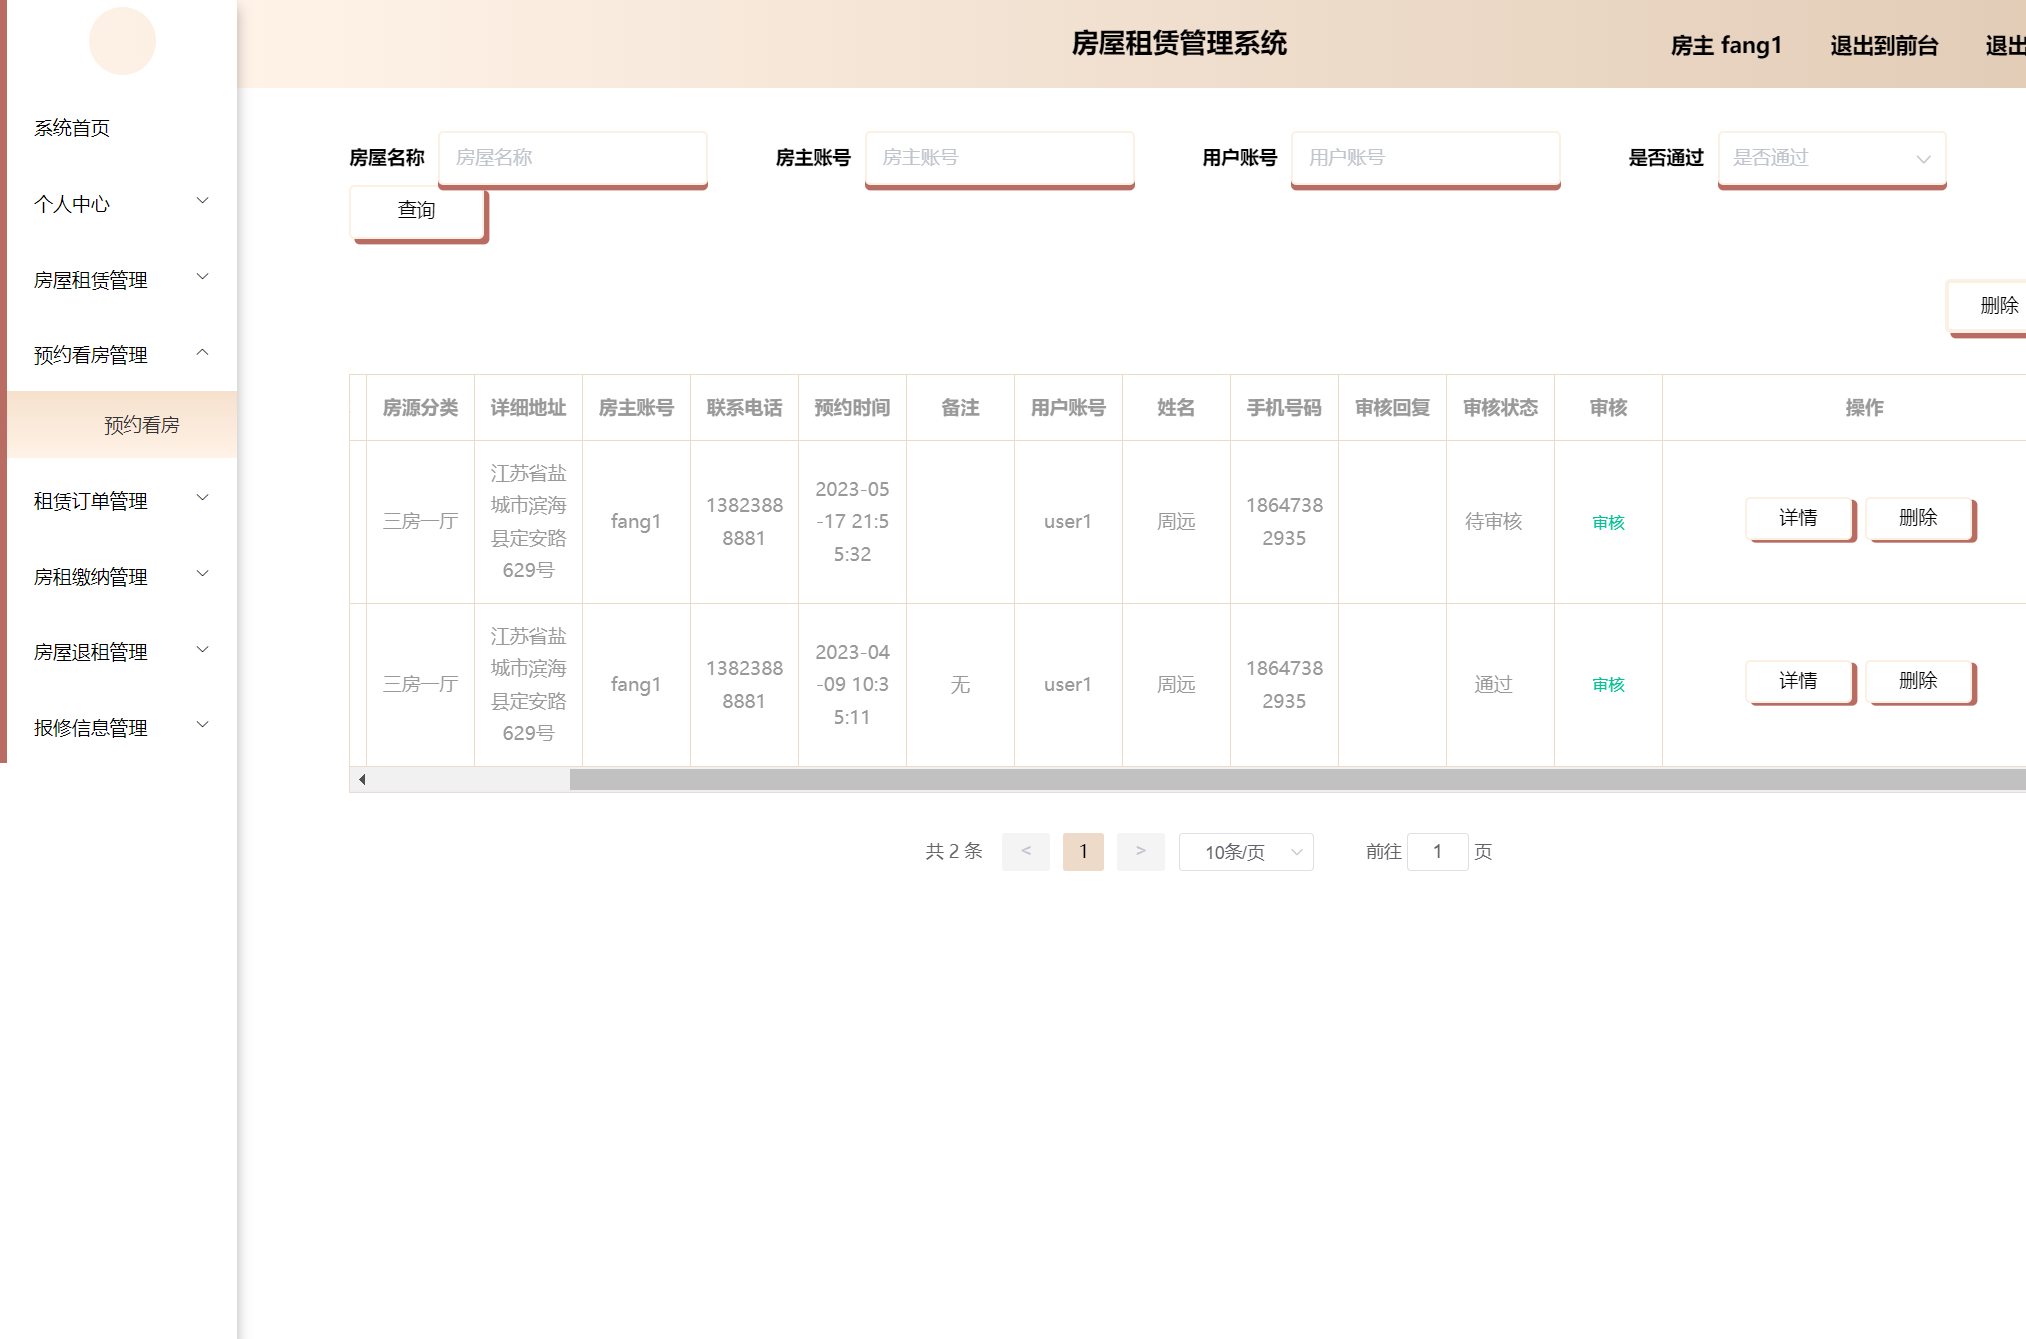 房屋租赁管理系统
房主 fang1
退出到前台
退出
系统首页
个人中心
房屋租赁管理
预约看房管理
预约看房
租赁订单管理
房租缴纳管理
房屋退租管理
报修信息管理
房屋名称 房屋名称
房主账号 房主账号
用户账号 用户账号
是否通过 是否通过
查询
删除
房源分类 详细地址 房主账号 联系电话 预约时间 备注 用户账号 姓名 手机号码 审核回复 审核状态 审核 操作
三房一厅
江苏省盐
城市滨海
县定安路
629号
fang1
1382388
8881
2023-05
-17 21:5
5:32
user1
周远
1864738
2935
待审核
审核
详情
删除
三房一厅
江苏省盐
城市滨海
县定安路
629号
fang1
1382388
8881
2023-04
-09 10:3
5:11
无
user1
周远
1864738
2935
通过
审核
详情
删除
共 2 条 < 1 > 10条/页 前往 1 页